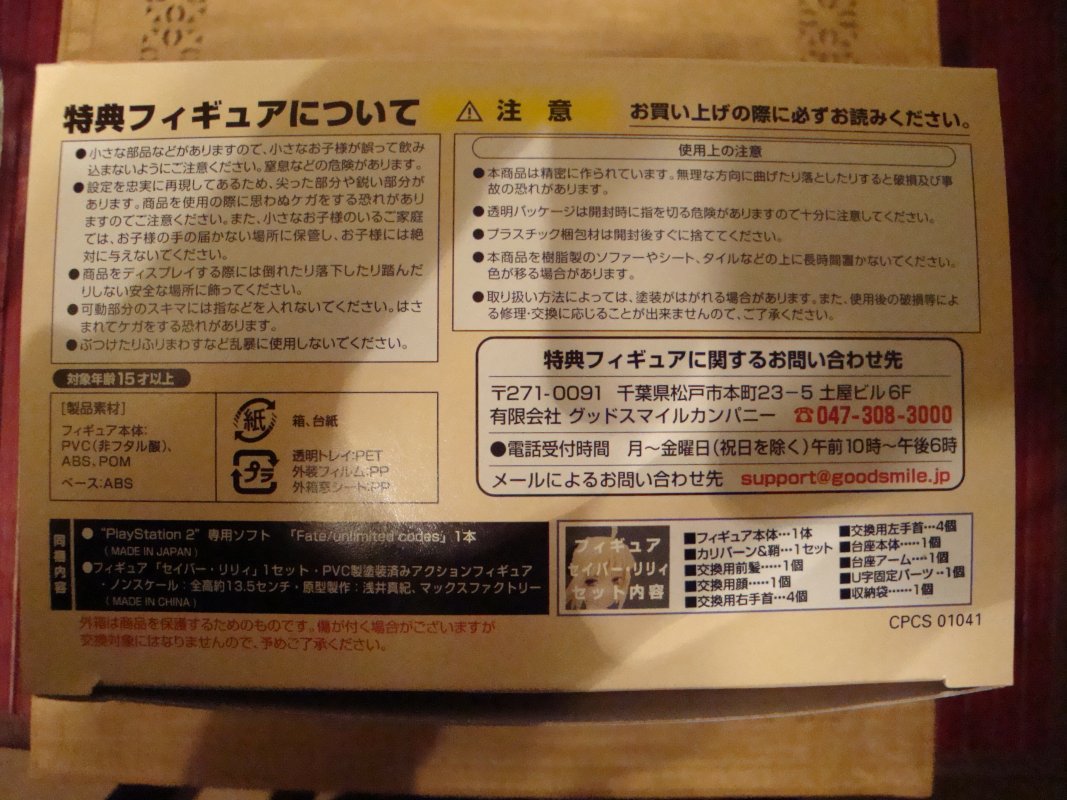 特典フィギュアについて
⚠ 注 意
お買い上げの際に必ずお読みください。
●小さな部品などがありますので、小さなお子様が誤って飲み
込まないようにご注意ください。窒息などの危険があります。
●設定を忠実に再現してあるため、尖った部分や鋭い部分が
あります。商品を使用の際に思わぬケガをする恐れがあり
ますのでご注意ください。また、小さなお子様のいるご家庭
では、お子様の手の届かない場所に保管し、お子様には絶
対に与えないでください。
●商品をディスプレイする際には倒れたり落下したり踏んだ
りしない安全な場所に飾ってください。
●可動部分のスキマには指などを入れないでください。はさ
まれてケガをする恐れがあります。
●ぶつけたりふりまわすなど乱暴に使用しないでください。
対象年齢15才以上
[製品素材]
フィギュア本体:
PVC(非フタル酸)、
ABS、POM
ベース:ABS
紙
箱、台紙
プラ
透明トレイ:PET
外装フィルム:PP
外箱窓シート:PP
使用上の注意
●本商品は精密に作られています。無理な方向に曲げたり落としたりすると破損及び事
故の恐れがあります。
●透明パッケージは開封時に指を切る危険がありますので十分に注意してください。
●プラスチック梱包材は開封後すぐに捨ててください。
●本商品を樹脂製のソファーやシート、タイルなどの上に長時間置かないでください。
色が移る場合があります。
●取り扱い方法によっては、塗装がはがれる場合があります。また、使用後の破損等によ
る修理・交換に応じることが出来ませんので、ご了承ください。
特典フィギュアに関するお問い合わせ先
〒271-0091 千葉県松戸市本町23-5 土屋ビル6F
有限会社 グッドスマイルカンパニー ☎047-308-3000
●電話受付時間 月～金曜日(祝日を除く)午前10時～午後6時
メールによるお問い合わせ先 support@goodsmile.jp
同梱内容
● "PlayStation 2" 専用ソフト 「Fate/unlimited codes」1本
(MADE IN JAPAN)
●フィギュア「セイバー・リリィ」1セット・PVC製塗装済みアクションフィギュア
・ノンスケール:全高約13.5センチ・原型製作:浅井真紀、マックスファクトリー
(MADE IN CHINA)
フィギュア
セイバー・リリィ
セット内容
■フィギュア本体…1体
■カリバーン&鞘…1セット
■交換用前髪……1個
■交換用顔……1個
■交換用右手首…4個
■交換用左手首…4個
■台座本体……1個
■台座アーム……1個
■U字固定パーツ‥1個
■収納袋……1個
外箱は商品を保護するためのものです。傷が付く場合がございますが
交換対象にはなりませんので、予めご了承ください。
CPCS 01041